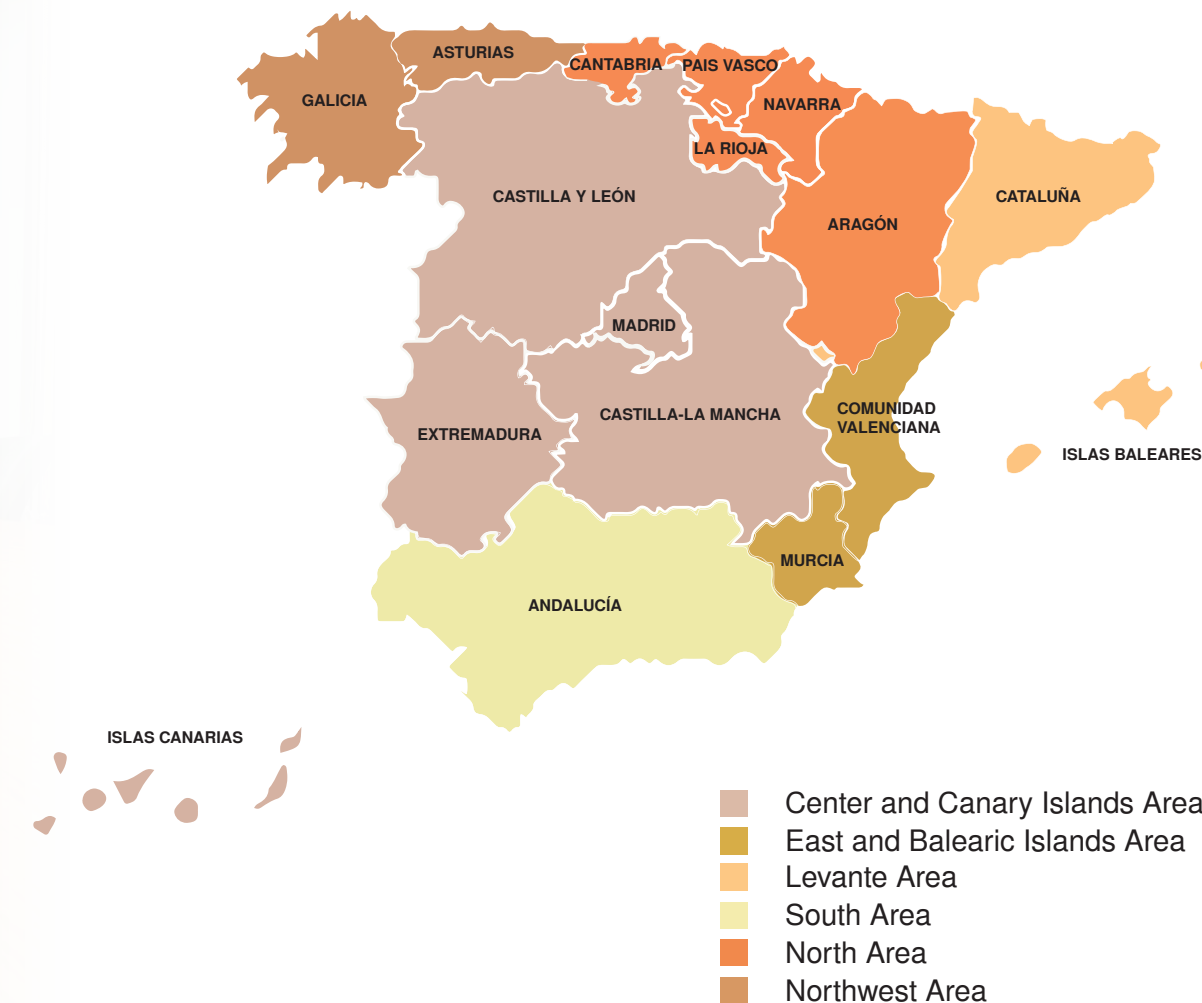 ASTURIAS
CANTABRIA
PAIS VASCO
GALICIA
NAVARRA
LA RIOJA
CASTILLA Y LEÓN
CATALUÑA
ARAGÓN
MADRID
CASTILLA-LA MANCHA
COMUNIDAD
VALENCIANA
EXTREMADURA
ISLAS BALEARES
MURCIA
ANDALUCÍA
ISLAS CANARIAS
Center and Canary Islands Area
East and Balearic Islands Area
Levante Area
South Area
North Area
Northwest Area